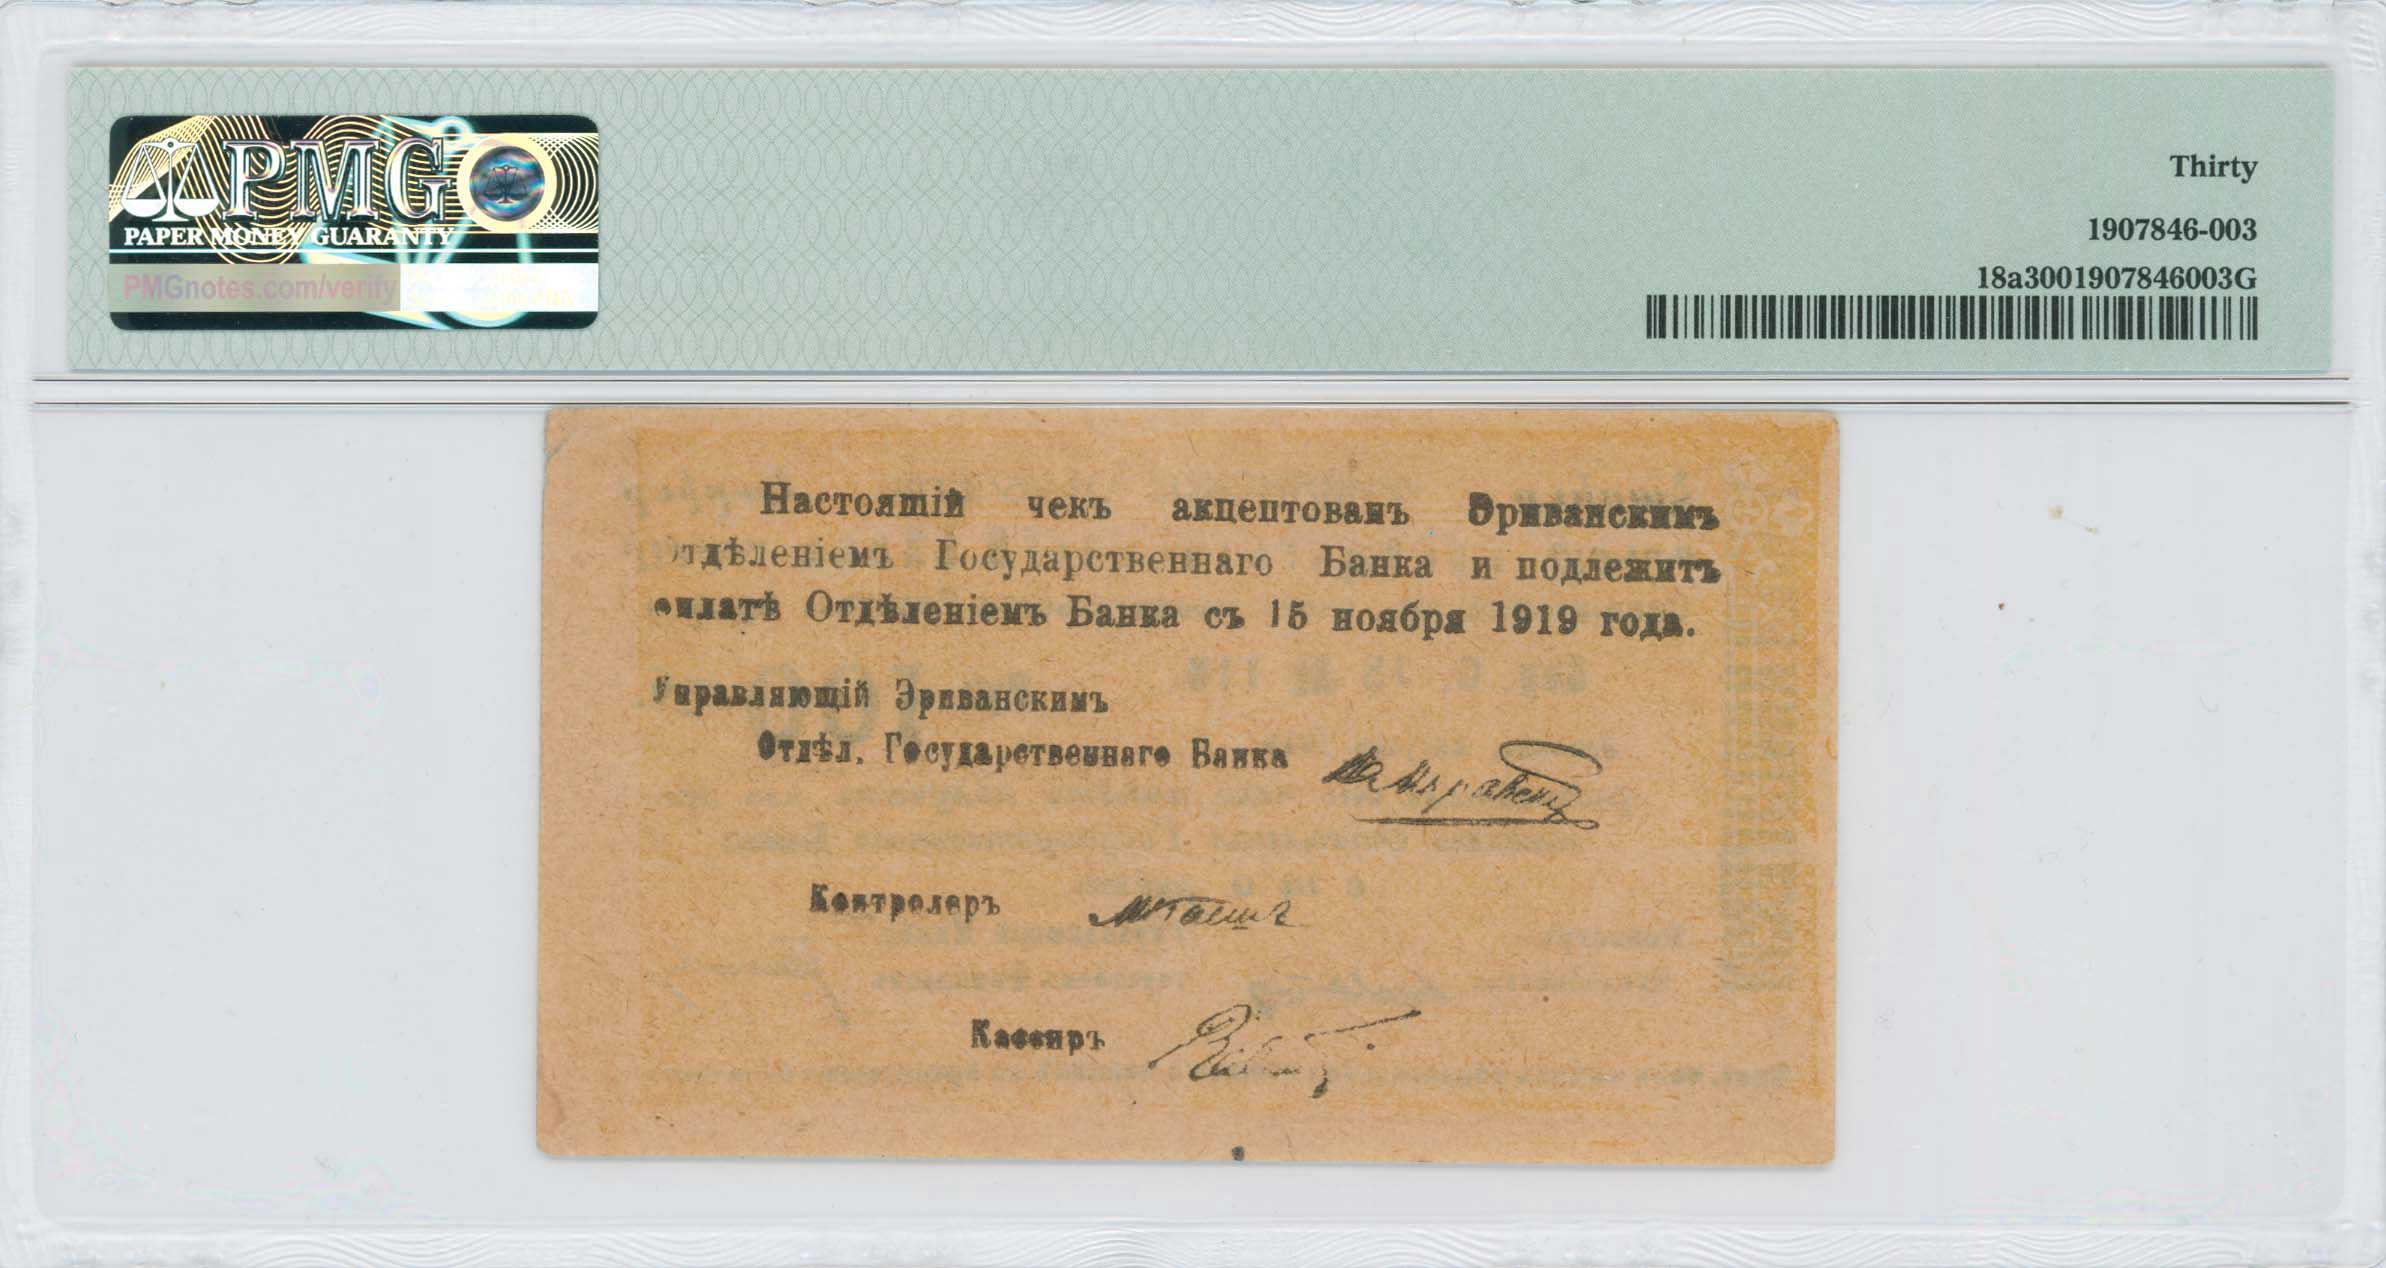 PMG
PAPER MONEY GUARANTY
PMGnotes.com/verify
Thirty
1907846-003
18a3001907846003G
Настоящій чекъ акцептованъ Эриванскимъ
Отдѣленіемъ Государственнаго Банка и подлежитъ
оплатѣ Отдѣленіемъ Банка съ 15 ноября 1919 года.
Управляющій Эриванскимъ
Отдѣл. Государственнаго Банка
Контролеръ
Кассиръ